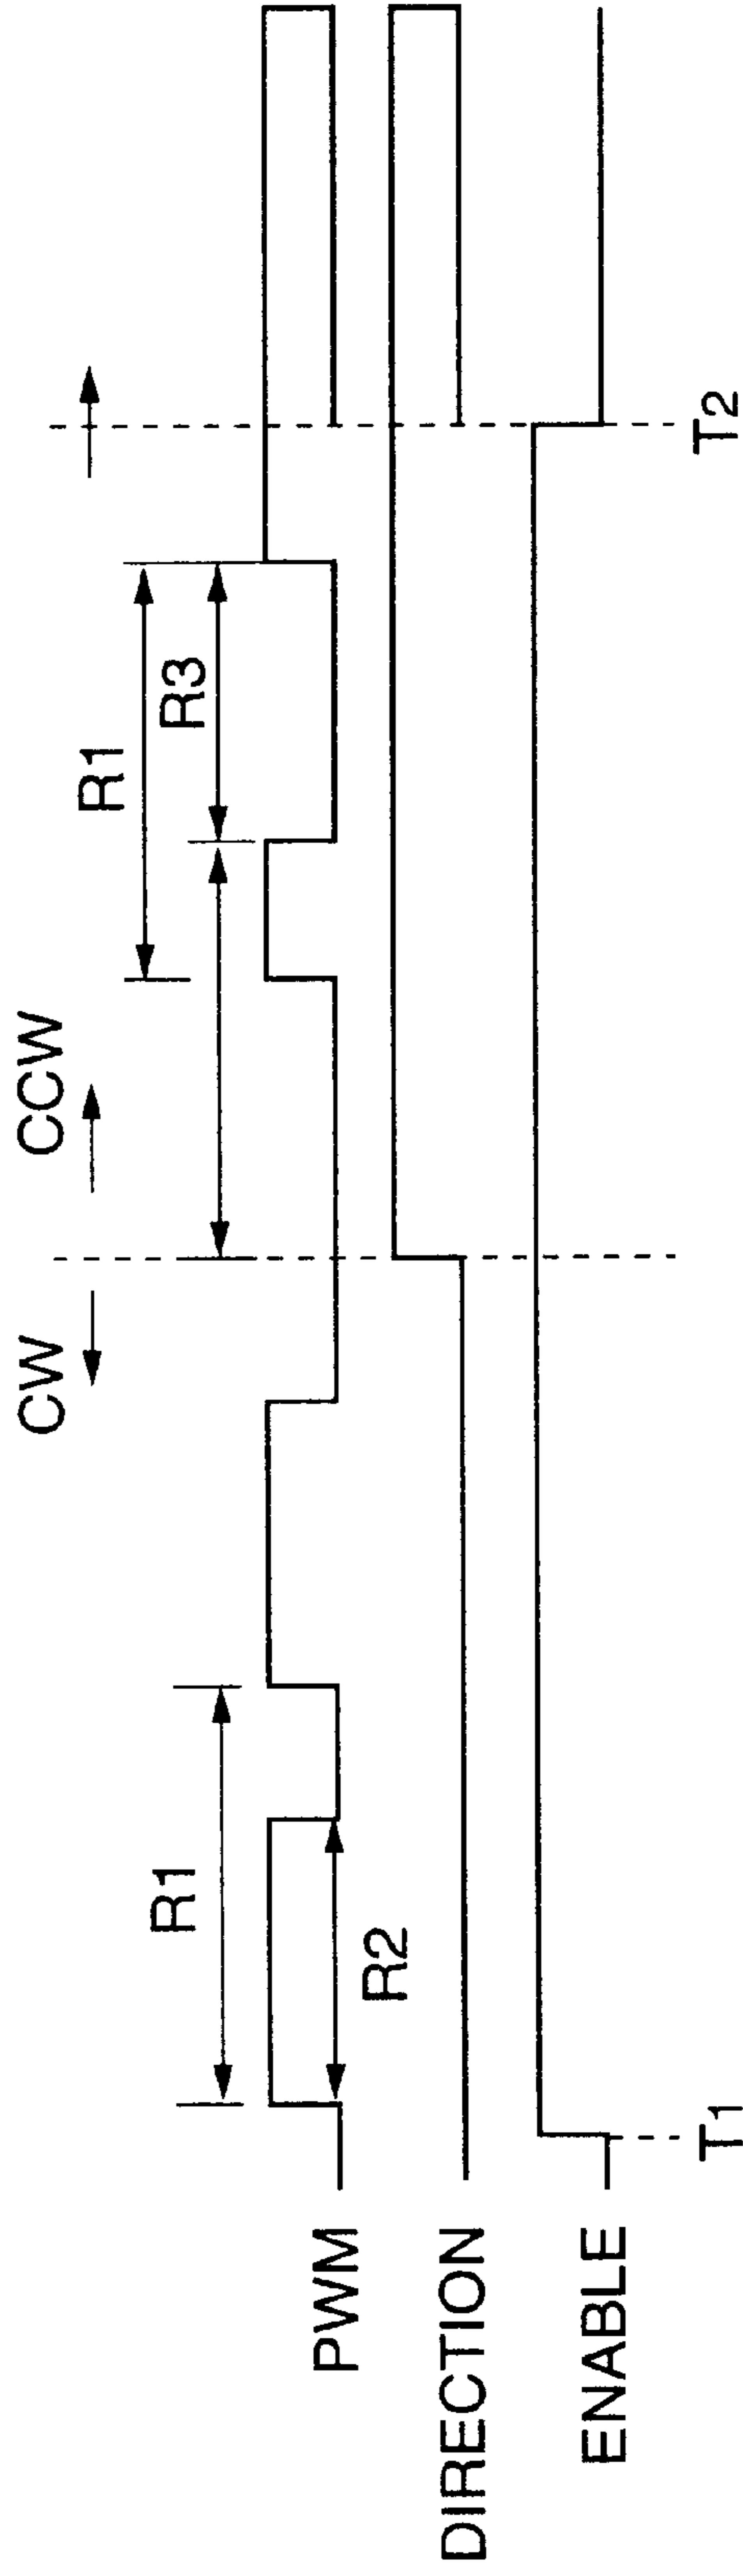 CW
CCW
R1
R1
R3
R2
PWM
DIRECTION
ENABLE
T1
T2